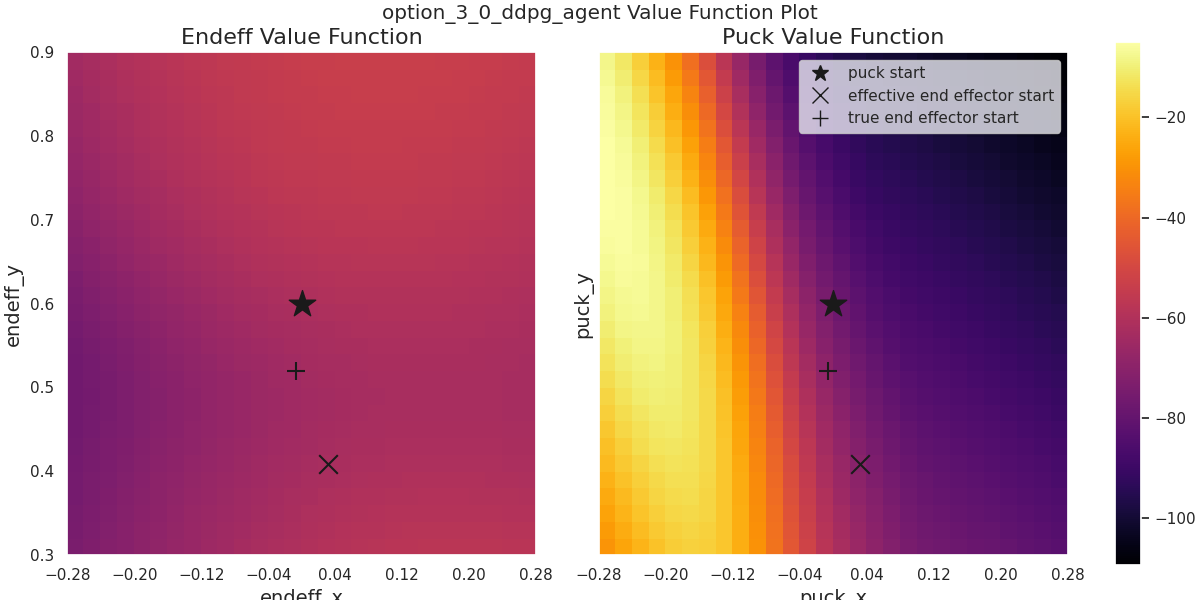 option_3_0_ddpg_agent Value Function Plot
Endeff Value Function
Puck Value Function
puck start
effective end effector start
true end effector start
0.9
0.8
0.7
0.6
0.5
0.4
0.3
endeff_y
−0.28 −0.20 −0.12 −0.04 0.04 0.12 0.20 0.28
endeff_x
puck_y
−0.28 −0.20 −0.12 −0.04 0.04 0.12 0.20 0.28
puck_x
−20
−40
−60
−80
−100